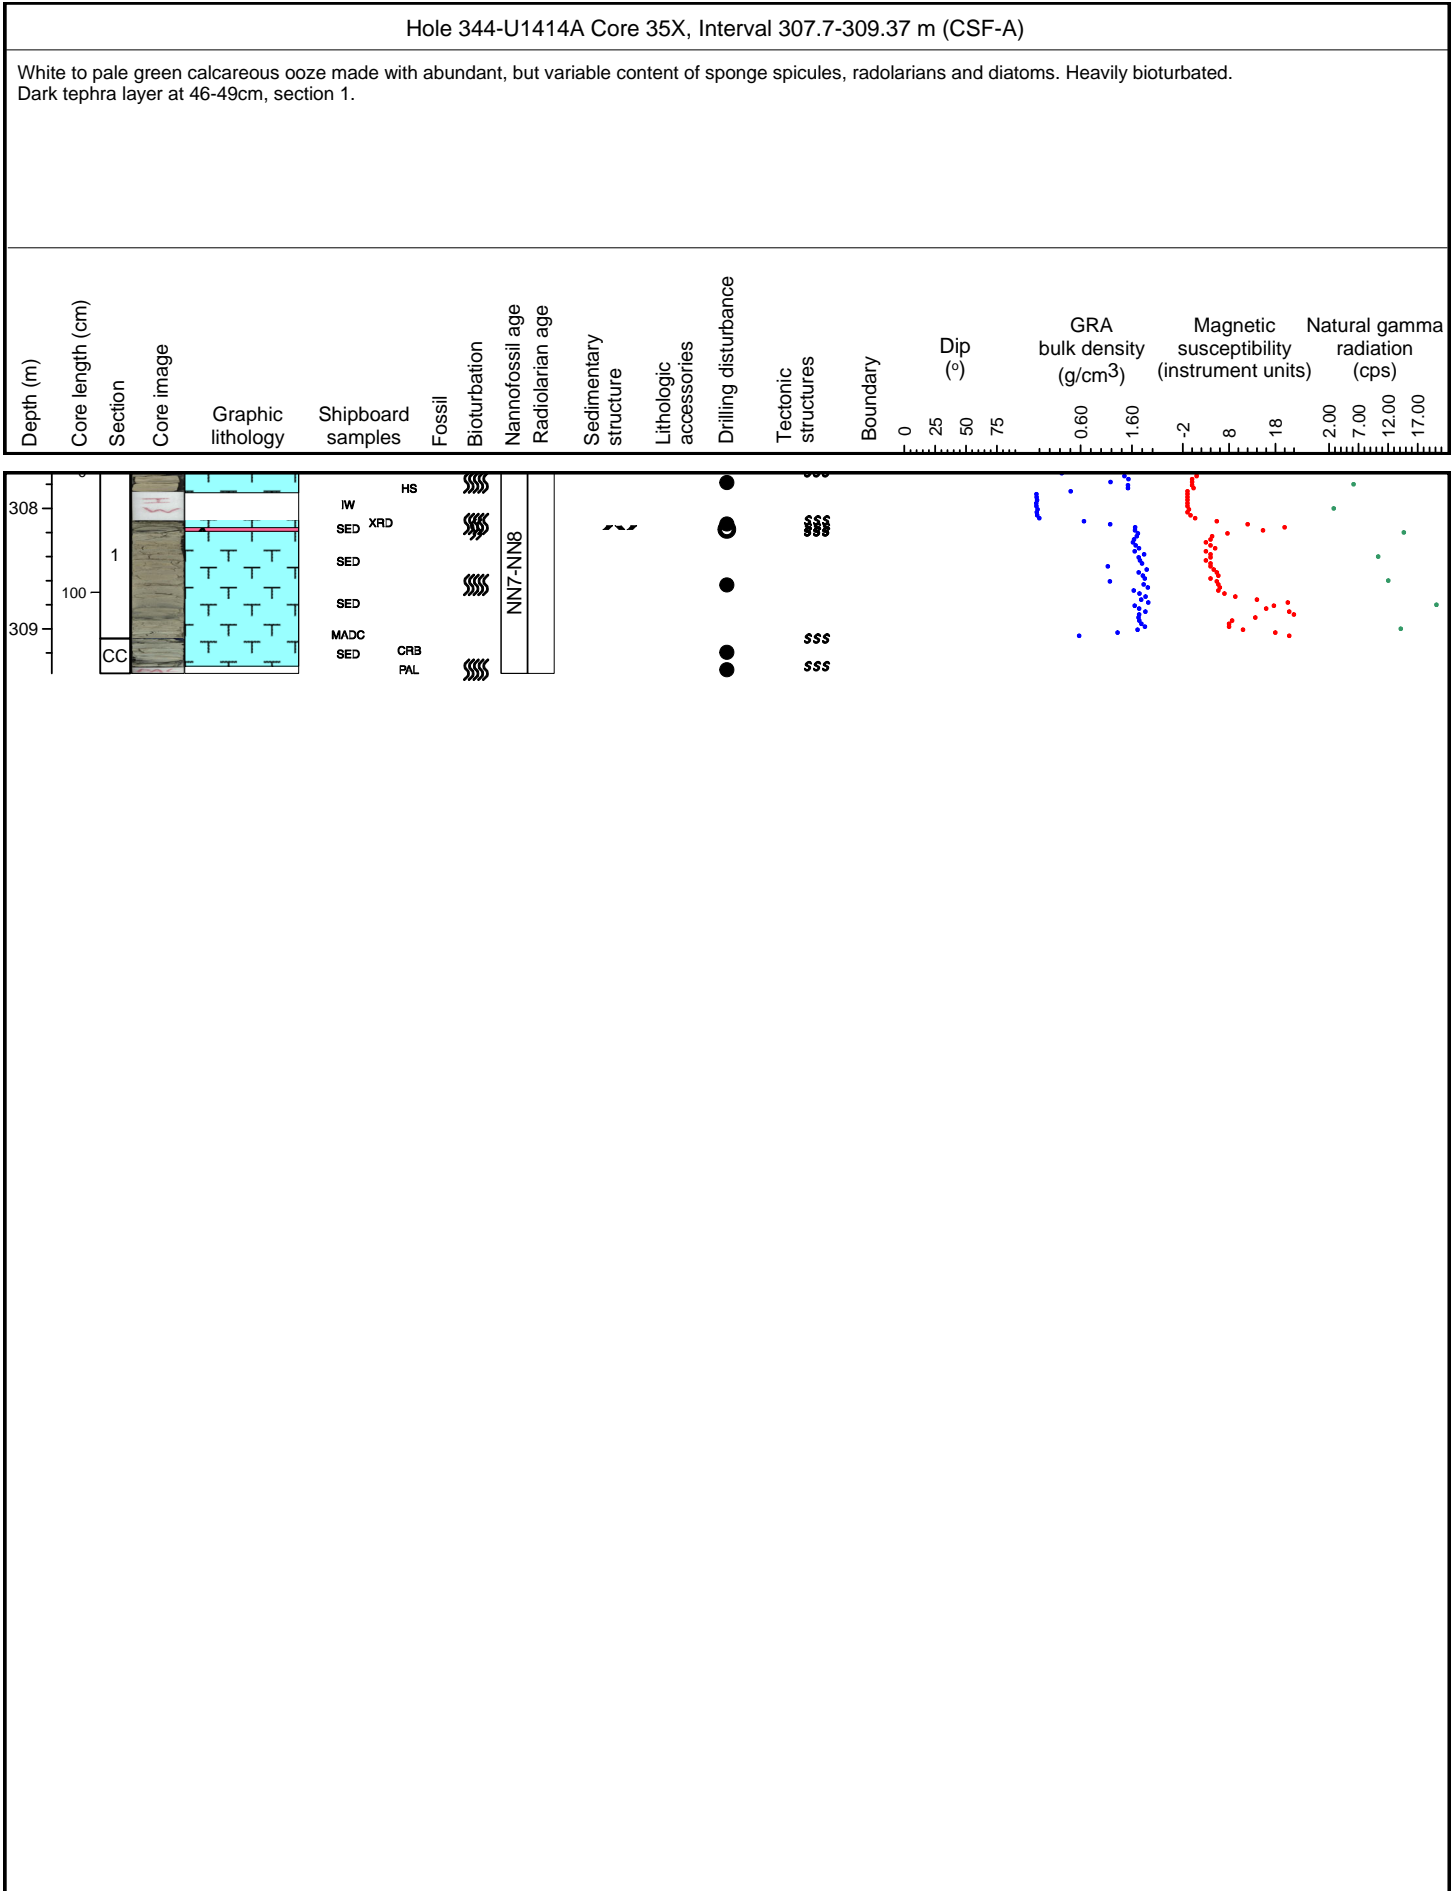 Hole 344-U1414A Core 35X, Interval 307.7-309.37 m (CSF-A)
White to pale green calcareous ooze made with abundant, but variable content of sponge spicules, radolarians and diatoms. Heavily bioturbated.
Dark tephra layer at 46-49cm, section 1.
Depth (m)
Core length (cm)
Section
Core image
Graphic
lithology
Shipboard
samples
Fossil
Bioturbation
Nannofossil age
Radiolarian age
Sedimentary
structure
Lithologic
accessories
Drilling disturbance
Tectonic
structures
Boundary
Dip
(o)
0 25 50 75
GRA
bulk density
(g/cm3)
0.60 1.60
Magnetic
susceptibility
(instrument units)
-2 8 18
Natural gamma
radiation
(cps)
2.00 7.00 12.00 17.00
HS
308
IW
SED XRD
1
SED
100
SED
309
MADC
CC
SED CRB
PAL
NN7-NN8